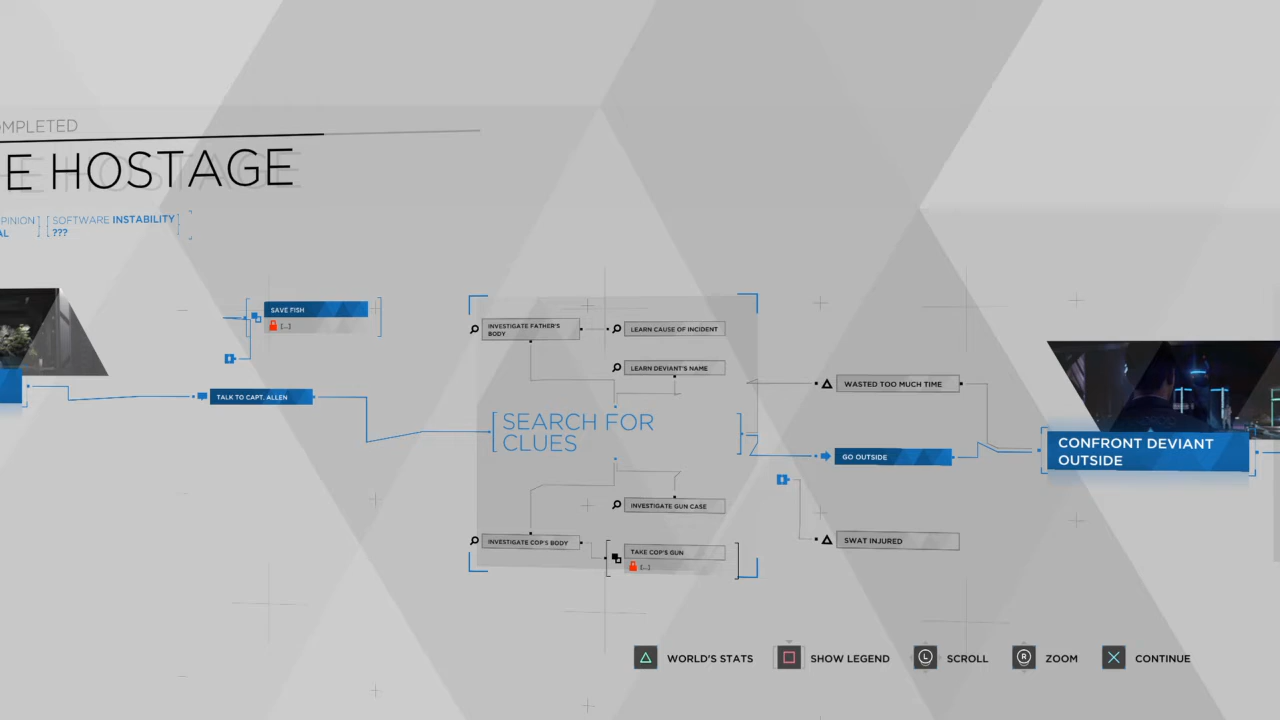 OMPLETED
E HOSTAGE
PINION
AL
SOFTWARE INSTABILITY
???
SAVE FISH
[...]
TALK TO CAPT. ALLEN
INVESTIGATE FATHER'S
BODY
LEARN CAUSE OF INCIDENT
LEARN DEVIANT'S NAME
SEARCH FOR
CLUES
INVESTIGATE GUN CASE
INVESTIGATE COP'S BODY
TAKE COP'S GUN
[...]
WASTED TOO MUCH TIME
GO OUTSIDE
SWAT INJURED
CONFRONT DEVIANT
OUTSIDE
WORLD'S STATS
SHOW LEGEND
L
SCROLL
R
ZOOM
CONTINUE